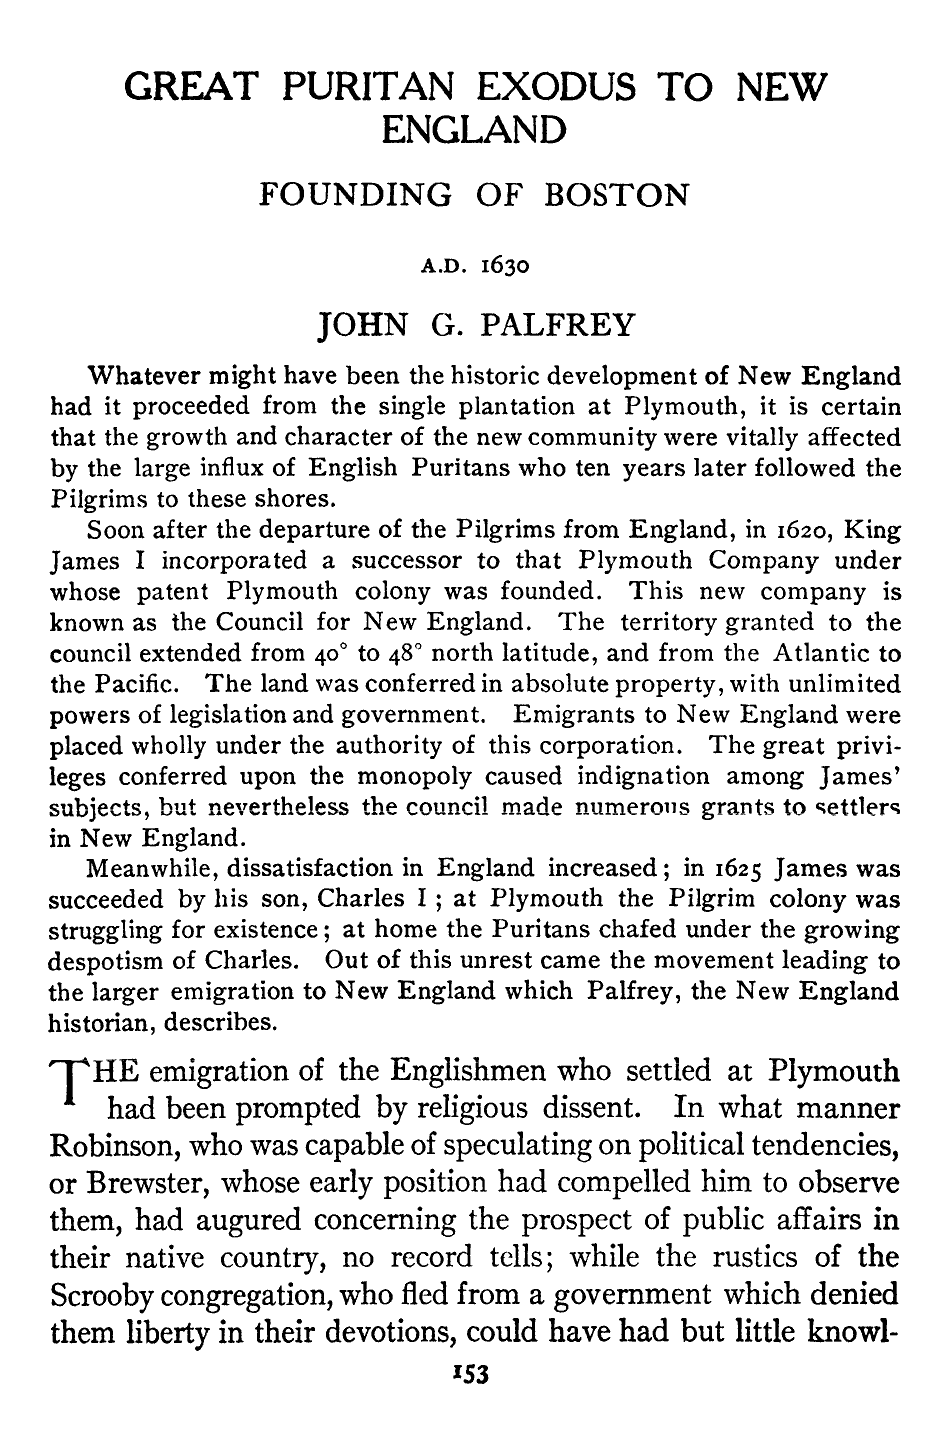 GREAT PURITAN EXODUS TO NEW
ENGLAND
FOUNDING OF BOSTON
A.D. 1630
JOHN G. PALFREY
Whatever might have been the historic development of New England
had it proceeded from the single plantation at Plymouth, it is certain
that the growth and character of the new community were vitally affected
by the large influx of English Puritans who ten years later followed the
Pilgrims to these shores.
Soon after the departure of the Pilgrims from England, in 1620, King
James I incorporated a successor to that Plymouth Company under
whose patent Plymouth colony was founded. This new company is
known as the Council for New England. The territory granted to the
council extended from 40° to 48° north latitude, and from the Atlantic to
the Pacific. The land was conferred in absolute property, with unlimited
powers of legislation and government. Emigrants to New England were
placed wholly under the authority of this corporation. The great privi-
leges conferred upon the monopoly caused indignation among James'
subjects, but nevertheless the council made numerous grants to settlers
in New England.
Meanwhile, dissatisfaction in England increased; in 1625 James was
succeeded by his son, Charles I; at Plymouth the Pilgrim colony was
struggling for existence; at home the Puritans chafed under the growing
despotism of Charles. Out of this unrest came the movement leading to
the larger emigration to New England which Palfrey, the New England
historian, describes.
THE emigration of the Englishmen who settled at Plymouth
had been prompted by religious dissent. In what manner
Robinson, who was capable of speculating on political tendencies,
or Brewster, whose early position had compelled him to observe
them, had augured concerning the prospect of public affairs in
their native country, no record tells; while the rustics of the
Scrooby congregation, who fled from a government which denied
them liberty in their devotions, could have had but little knowl-
153